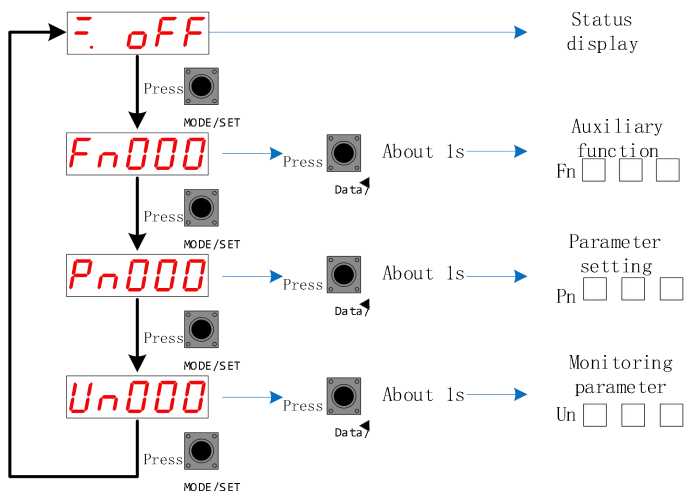 =. oFF
Status
display
Press
MODE/SET
Fn000
Press
Data/◀
About 1s
Auxiliary
function
Fn □ □ □
Press
MODE/SET
Pn000
Press
Data/◀
About 1s
Parameter
setting
Pn □ □ □
Press
MODE/SET
Un000
Press
Data/◀
About 1s
Monitoring
parameter
Un □ □ □
Press
MODE/SET